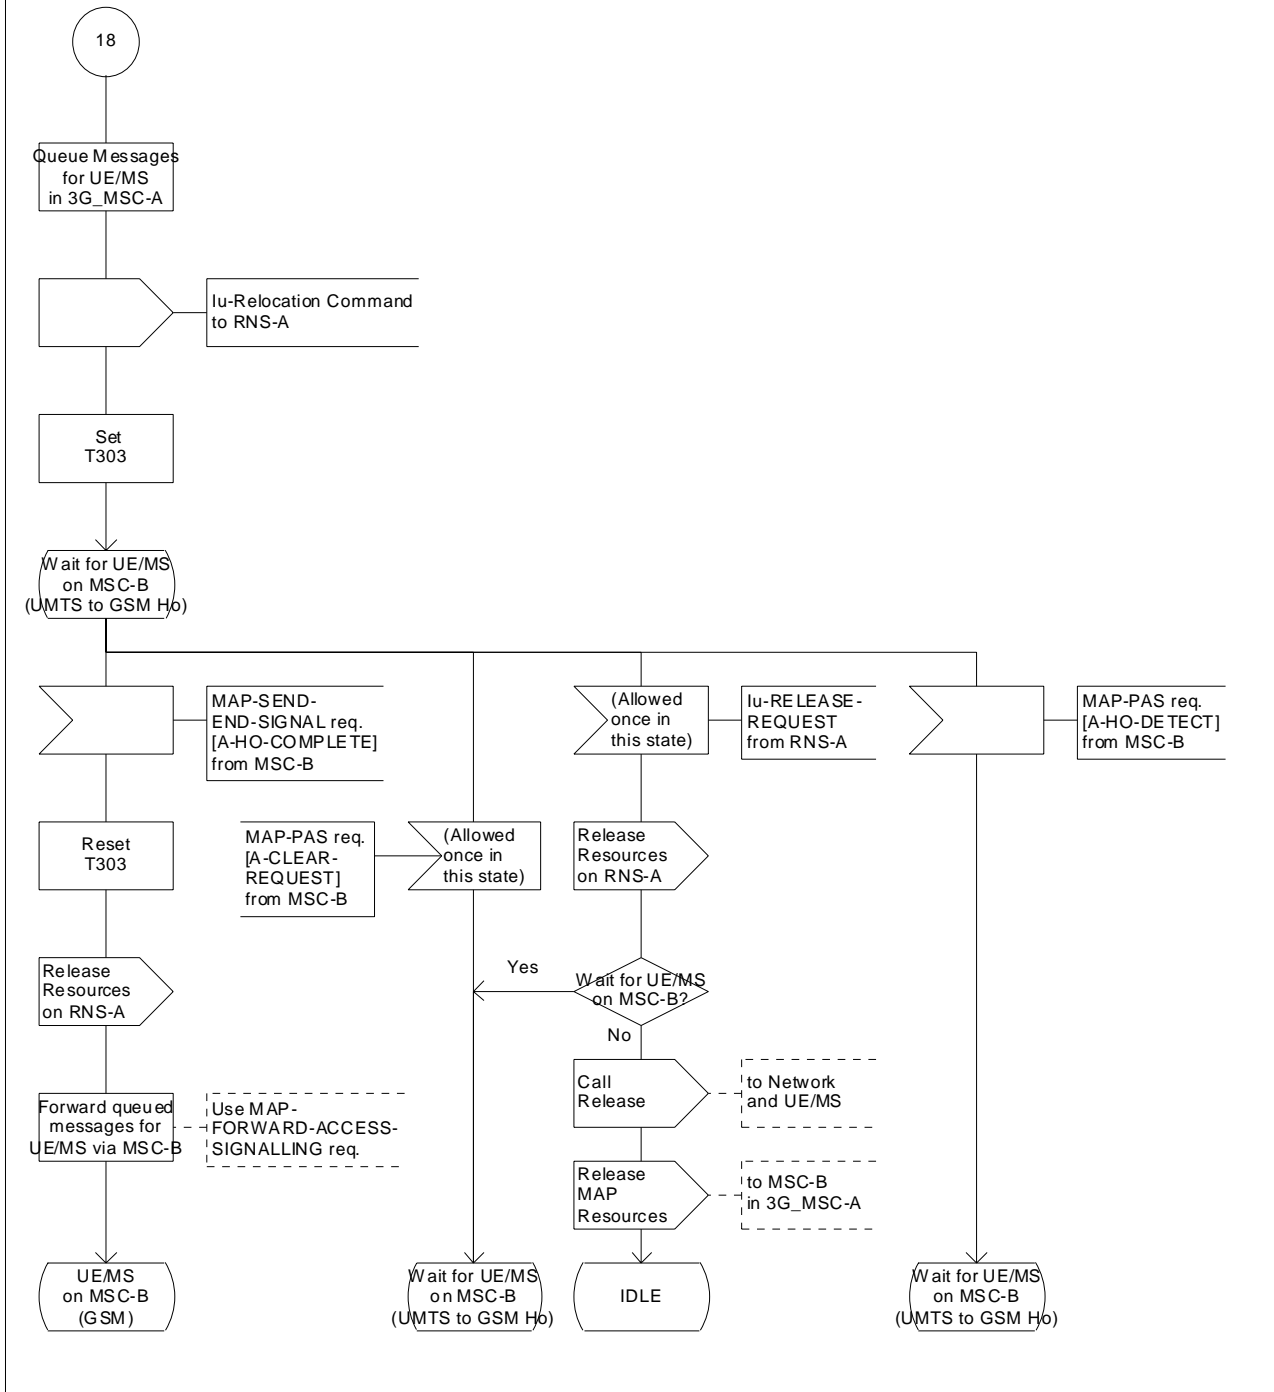 18
Queue Messages
for UE/MS
in 3G_MSC-A
Iu-Relocation Command
to RNS-A
Set
T303
Wait for UE/MS
on MSC-B
(UMTS to GSM Ho)
MAP-SEND-
END-SIGNAL req.
[A-HO-COMPLETE]
from MSC-B
(Allowed
once in
this state)
Iu-RELEASE-
REQUEST
from RNS-A
MAP-PAS req.
[A-HO-DETECT]
from MSC-B
Reset
T303
MAP-PAS req.
[A-CLEAR-
REQUEST]
from MSC-B
(Allowed
once in
this state)
Release
Resources
on RNS-A
Release
Resources
on RNS-A
Yes
Wait for UE/MS
on MSC-B?
No
Forward queued
messages for
UE/MS via MSC-B
Use MAP-
FORWARD-ACCESS-
SIGNALLING req.
Call
Release
to Network
and UE/MS
Release
MAP
Resources
to MSC-B
in 3G_MSC-A
UE/MS
on MSC-B
(GSM)
Wait for UE/MS
on MSC-B
(UMTS to GSM Ho)
IDLE
Wait for UE/MS
on MSC-B
(UMTS to GSM Ho)